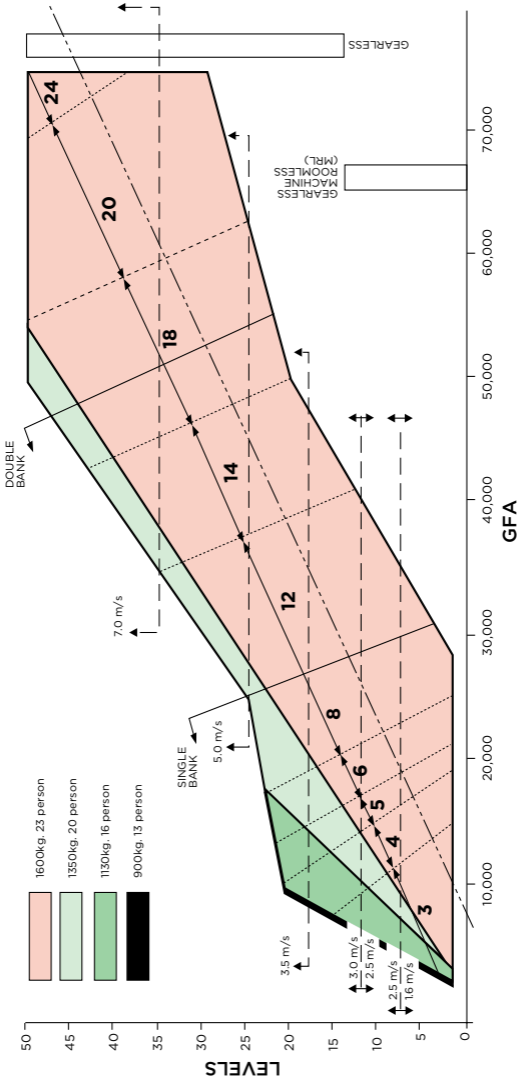 1600kg. 23 person
1350kg. 20 person
1130kg. 16 person
900kg. 13 person
DOUBLE
BANK
SINGLE
BANK
7.0 m/s
5.0 m/s
3.5 m/s
3.0 m/s
2.5 m/s
2.5 m/s
1.6 m/s
3
4
5
6
8
12
14
18
20
24
GEARLESS
GEARLESS
MACHINE
ROOMLESS
(MRL)
LEVELS
50
45
40
35
30
25
20
15
10
5
0
10,000
20,000
30,000
40,000
50,000
60,000
70,000
GFA